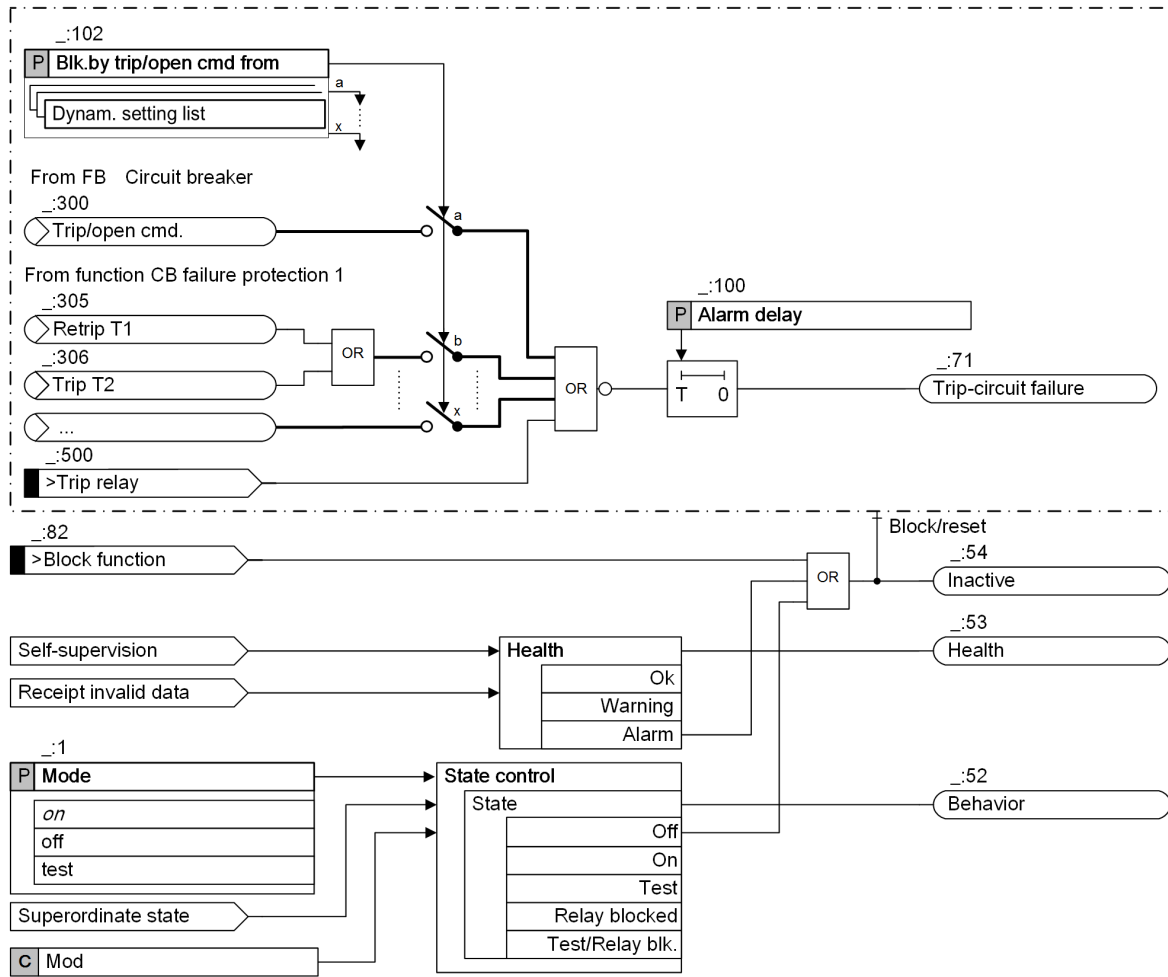 _:102
P Blk.by trip/open cmd from
a
Dynam. setting list
x
From FB Circuit breaker
_:300
Trip/open cmd.
a
From function CB failure protection 1
_:305
Retrip T1
_:306
Trip T2
OR
b
...
x
_:500
>Trip relay
OR
_:100
P Alarm delay
T 0
_:71
Trip-circuit failure
Block/reset
_:82
>Block function
OR
_:54
Inactive
Self-supervision
Receipt invalid data
Health
Ok
Warning
Alarm
_:53
Health
_:1
P Mode
on
off
test
Superordinate state
C Mod
State control
State
Off
On
Test
Relay blocked
Test/Relay blk.
_:52
Behavior